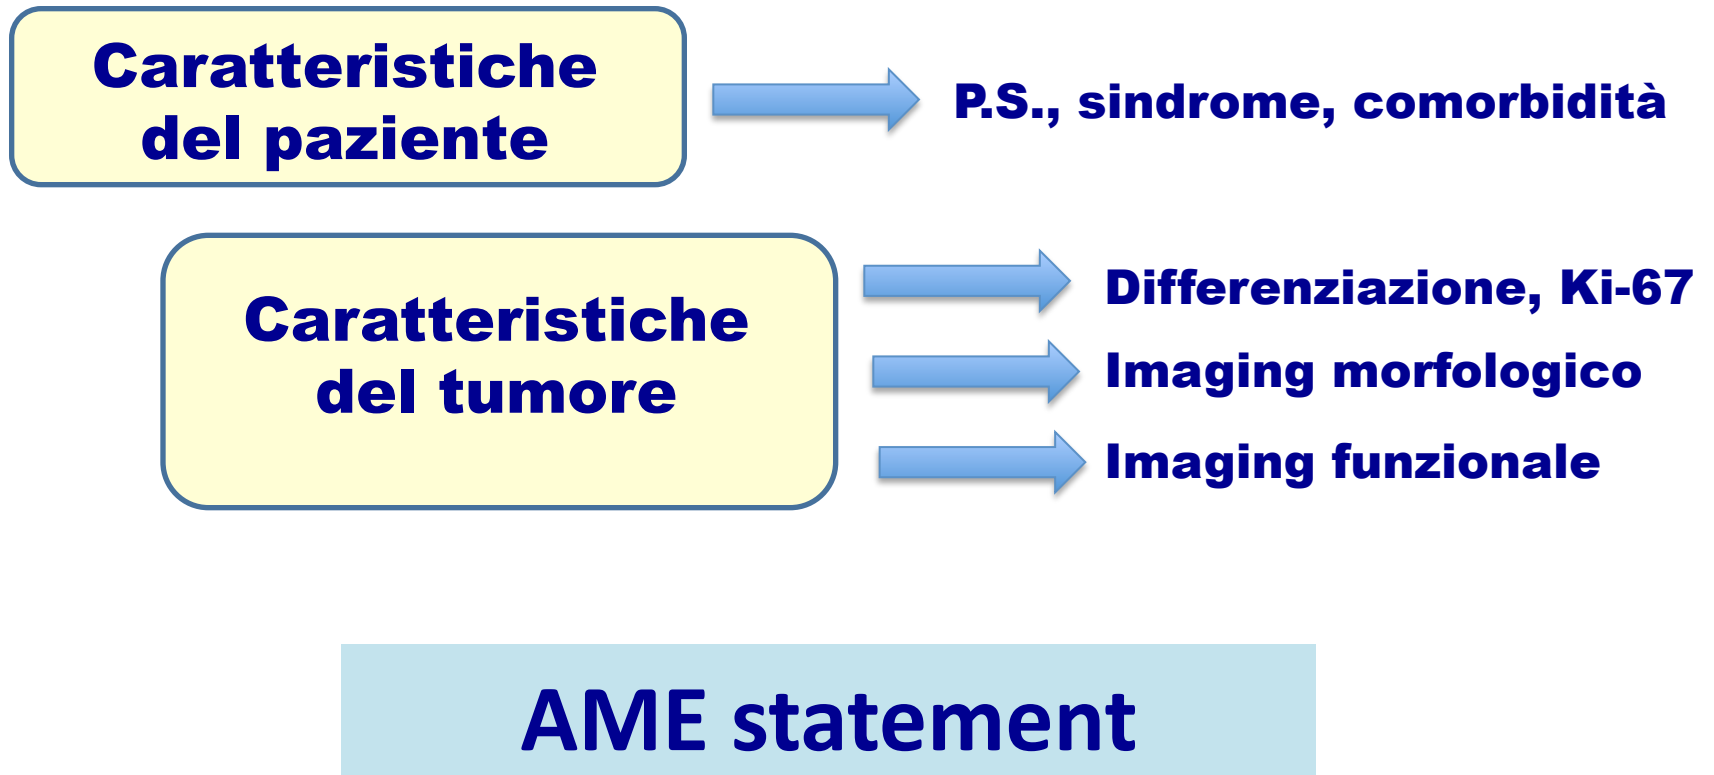 Caratteristiche
del paziente
P.S., sindrome, comorbidità
Caratteristiche
del tumore
Differenziazione, Ki-67
Imaging morfologico
Imaging funzionale
AME statement